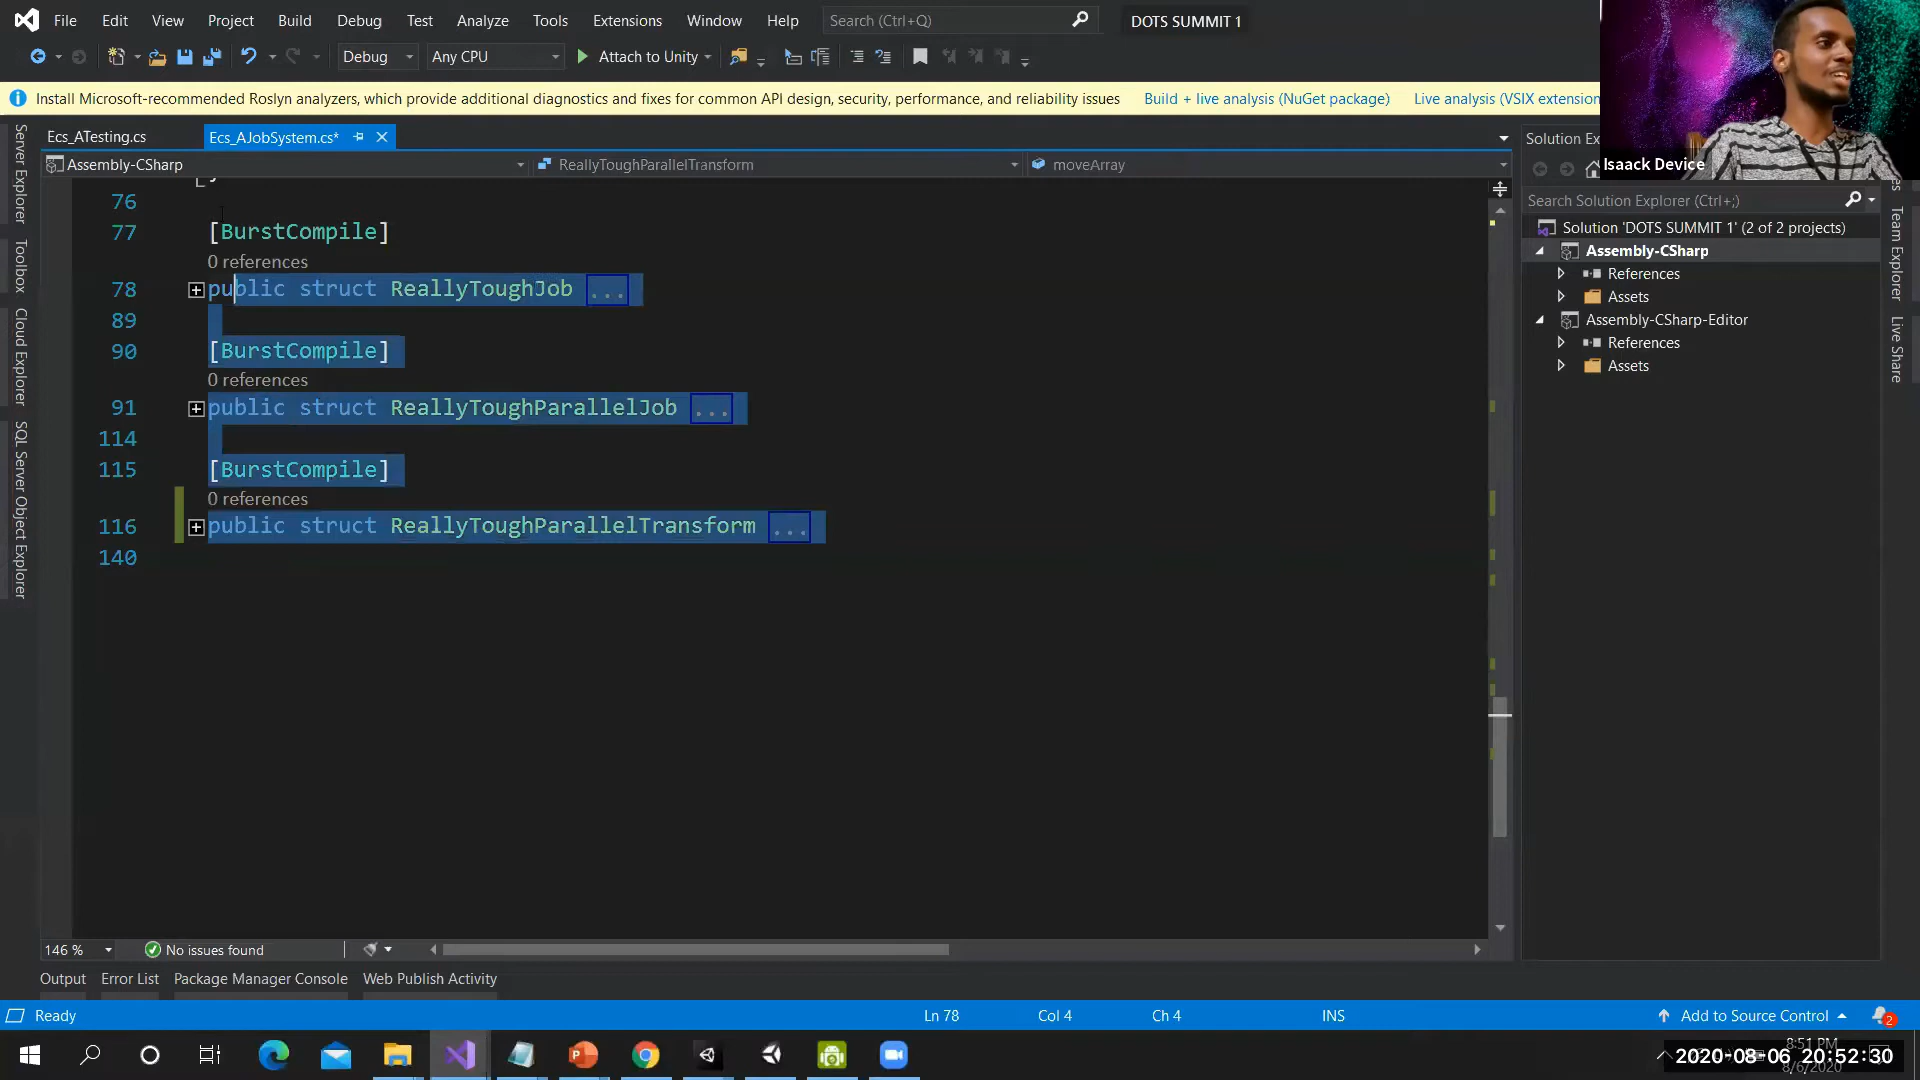 File Edit View Project Build Debug Test Analyze Tools Extensions Window Help Search (Ctrl+Q) DOTS SUMMIT 1
Debug Any CPU Attach to Unity
Install Microsoft-recommended Roslyn analyzers, which provide additional diagnostics and fixes for common API design, security, performance, and reliability issues Build + live analysis (NuGet package) Live analysis (VSIX extension
Ecs_ATesting.cs Ecs_AJobSystem.cs*
Assembly-CSharp ReallyToughParallelTransform moveArray
76
77 [BurstCompile]
0 references
78 public struct ReallyToughJob ...
89
90 [BurstCompile]
0 references
91 public struct ReallyToughParallelJob ...
114
115 [BurstCompile]
0 references
116 public struct ReallyToughParallelTransform ...
140
Server Explorer
Toolbox
Cloud Explorer
SQL Server Object Explorer
Isaack Device
Solution Ex
Search Solution Explorer (Ctrl+;)
Solution 'DOTS SUMMIT 1' (2 of 2 projects)
Assembly-CSharp
References
Assets
Assembly-CSharp-Editor
References
Assets
Team Explorer
Live Share
146 % No issues found
Output Error List Package Manager Console Web Publish Activity
Ready Ln 78 Col 4 Ch 4 INS Add to Source Control 2
8:51 PM
2020-08-06 20:52:30
8/6/2020